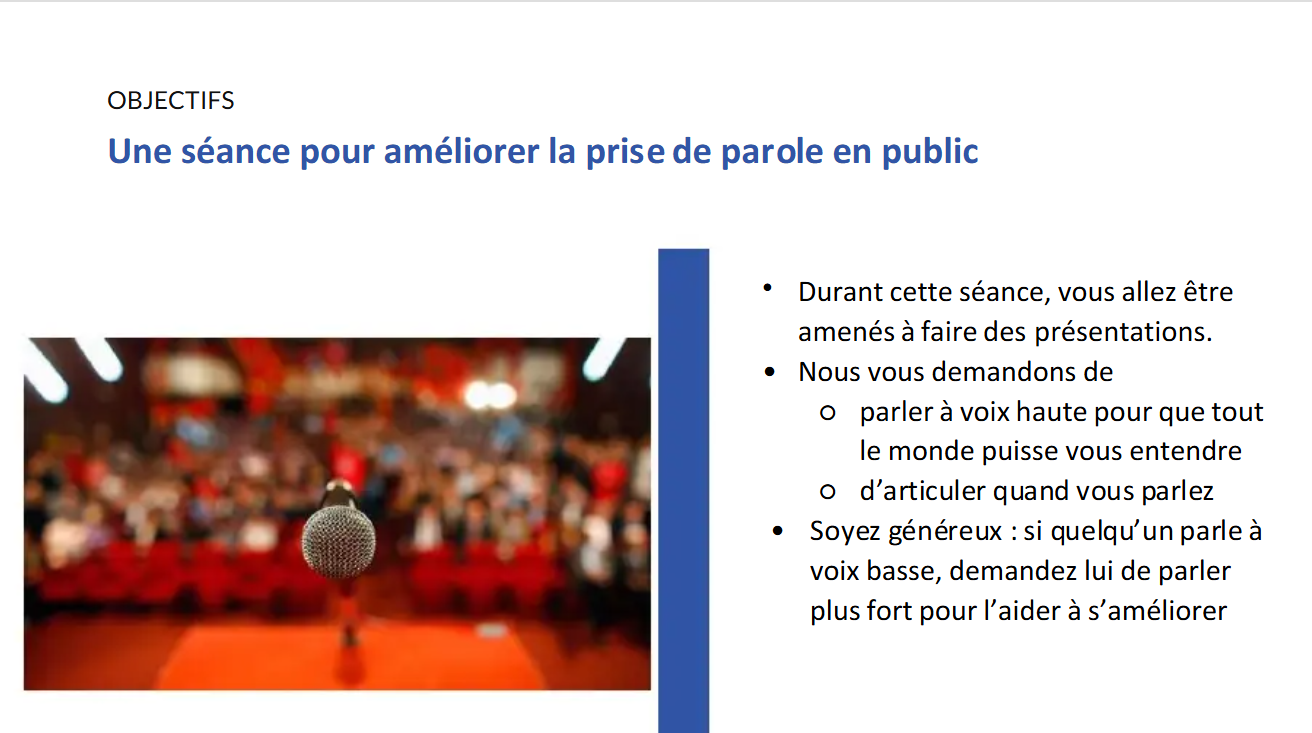 OBJECTIFS
Une séance pour améliorer la prise de parole en public
• Durant cette séance, vous allez être
amenés à faire des présentations.
• Nous vous demandons de
○ parler à voix haute pour que tout
le monde puisse vous entendre
○ d’articuler quand vous parlez
• Soyez généreux : si quelqu’un parle à
voix basse, demandez lui de parler
plus fort pour l’aider à s’améliorer